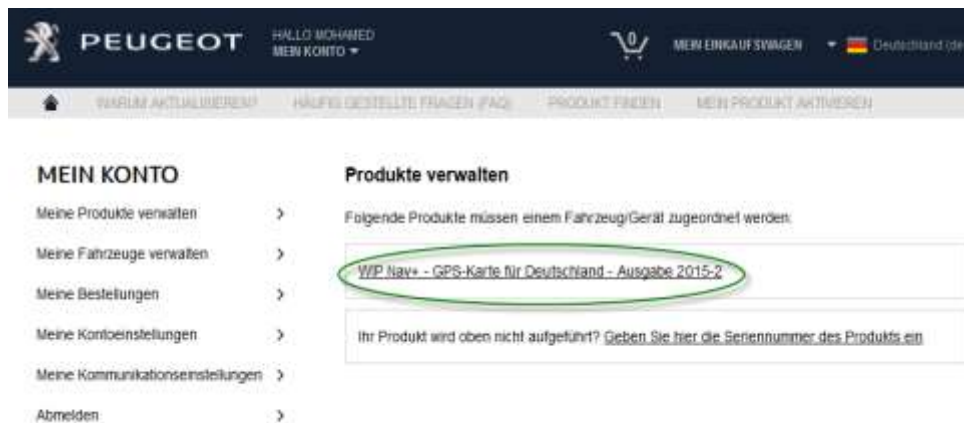 PEUGEOT
HALLO MOHAMED
MEIN KONTO
0
MEIN EINKAUFSWAGEN
Deutschland (de
WARUM AKTUALISIEREN?
HÄUFIG GESTELLTE FRAGEN (FAQ)
PRODUKT FINDEN
MEIN PRODUKT AKTIVIEREN
MEIN KONTO
Meine Produkte verwalten
Meine Fahrzeuge verwalten
Meine Bestellungen
Meine Kontoeinstellungen
Meine Kommunikationseinstellungen
Abmelden
Produkte verwalten
Folgende Produkte müssen einem Fahrzeug/Gerät zugeordnet werden:
WIP Nav+ - GPS-Karte für Deutschland - Ausgabe 2015-2
Ihr Produkt wird oben nicht aufgeführt? Geben Sie hier die Seriennummer des Produkts ein